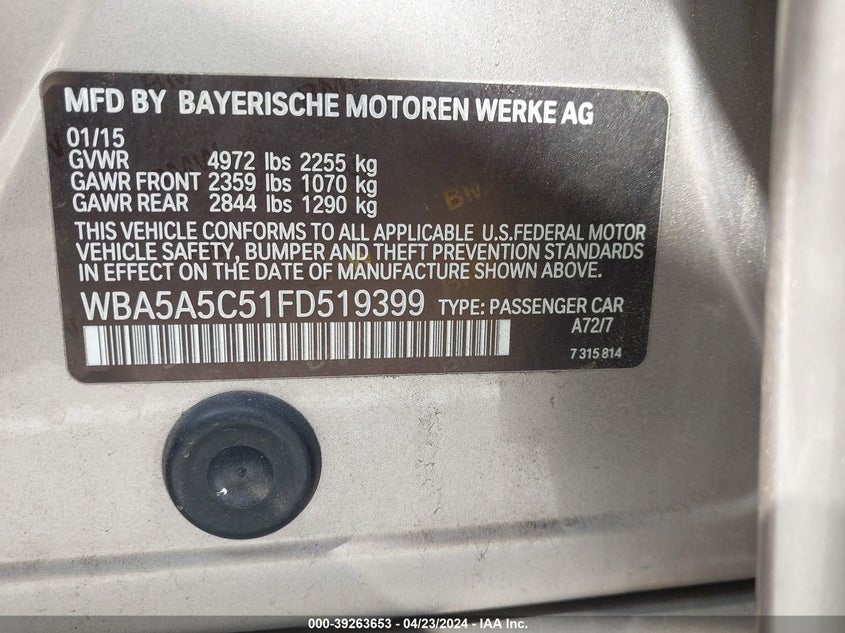 MFD BY BAYERISCHE MOTOREN WERKE AG
01/15
GVWR 4972 lbs 2255 kg
GAWR FRONT 2359 lbs 1070 kg
GAWR REAR 2844 lbs 1290 kg
THIS VEHICLE CONFORMS TO ALL APPLICABLE U.S.FEDERAL MOTOR
VEHICLE SAFETY, BUMPER AND THEFT PREVENTION STANDARDS
IN EFFECT ON THE DATE OF MANUFACTURE SHOWN ABOVE.
WBA5A5C51FD519399 TYPE: PASSENGER CAR
A72/7
7 315 814
000-39263653 - 04/23/2024 - IAA Inc.